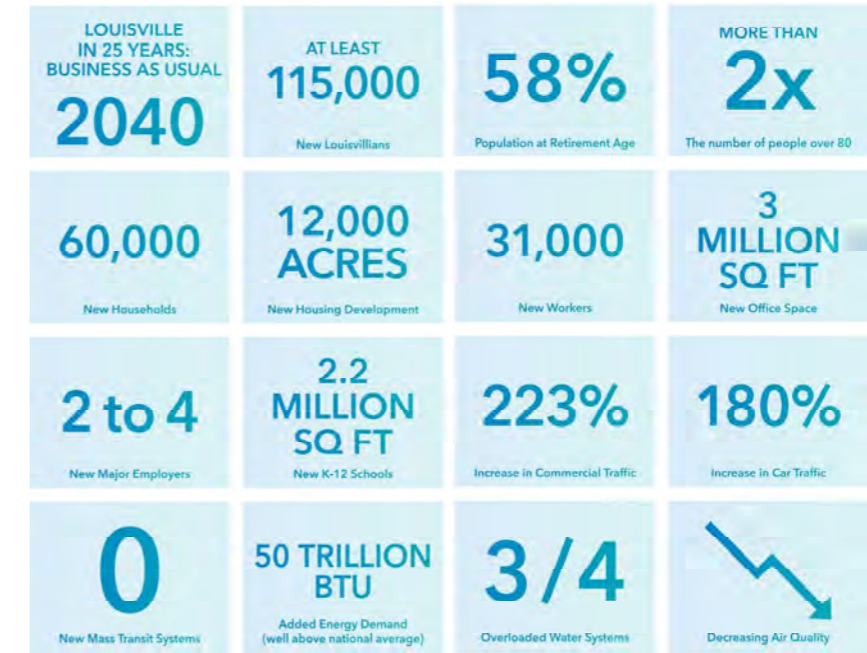 LOUISVILLE
IN 25 YEARS:
BUSINESS AS USUAL
2040
AT LEAST
115,000
New Louisvillians
58%
Population at Retirement Age
MORE THAN
2x
The number of people over 80
60,000
New Households
12,000
ACRES
New Housing Development
31,000
New Workers
3
MILLION
SQ FT
New Office Space
2 to 4
New Major Employers
2.2
MILLION
SQ FT
New K-12 Schools
223%
Increase in Commercial Traffic
180%
Increase in Car Traffic
0
New Mass Transit Systems
50 TRILLION
BTU
Added Energy Demand
(well above national average)
3/4
Overloaded Water Systems
Decreasing Air Quality